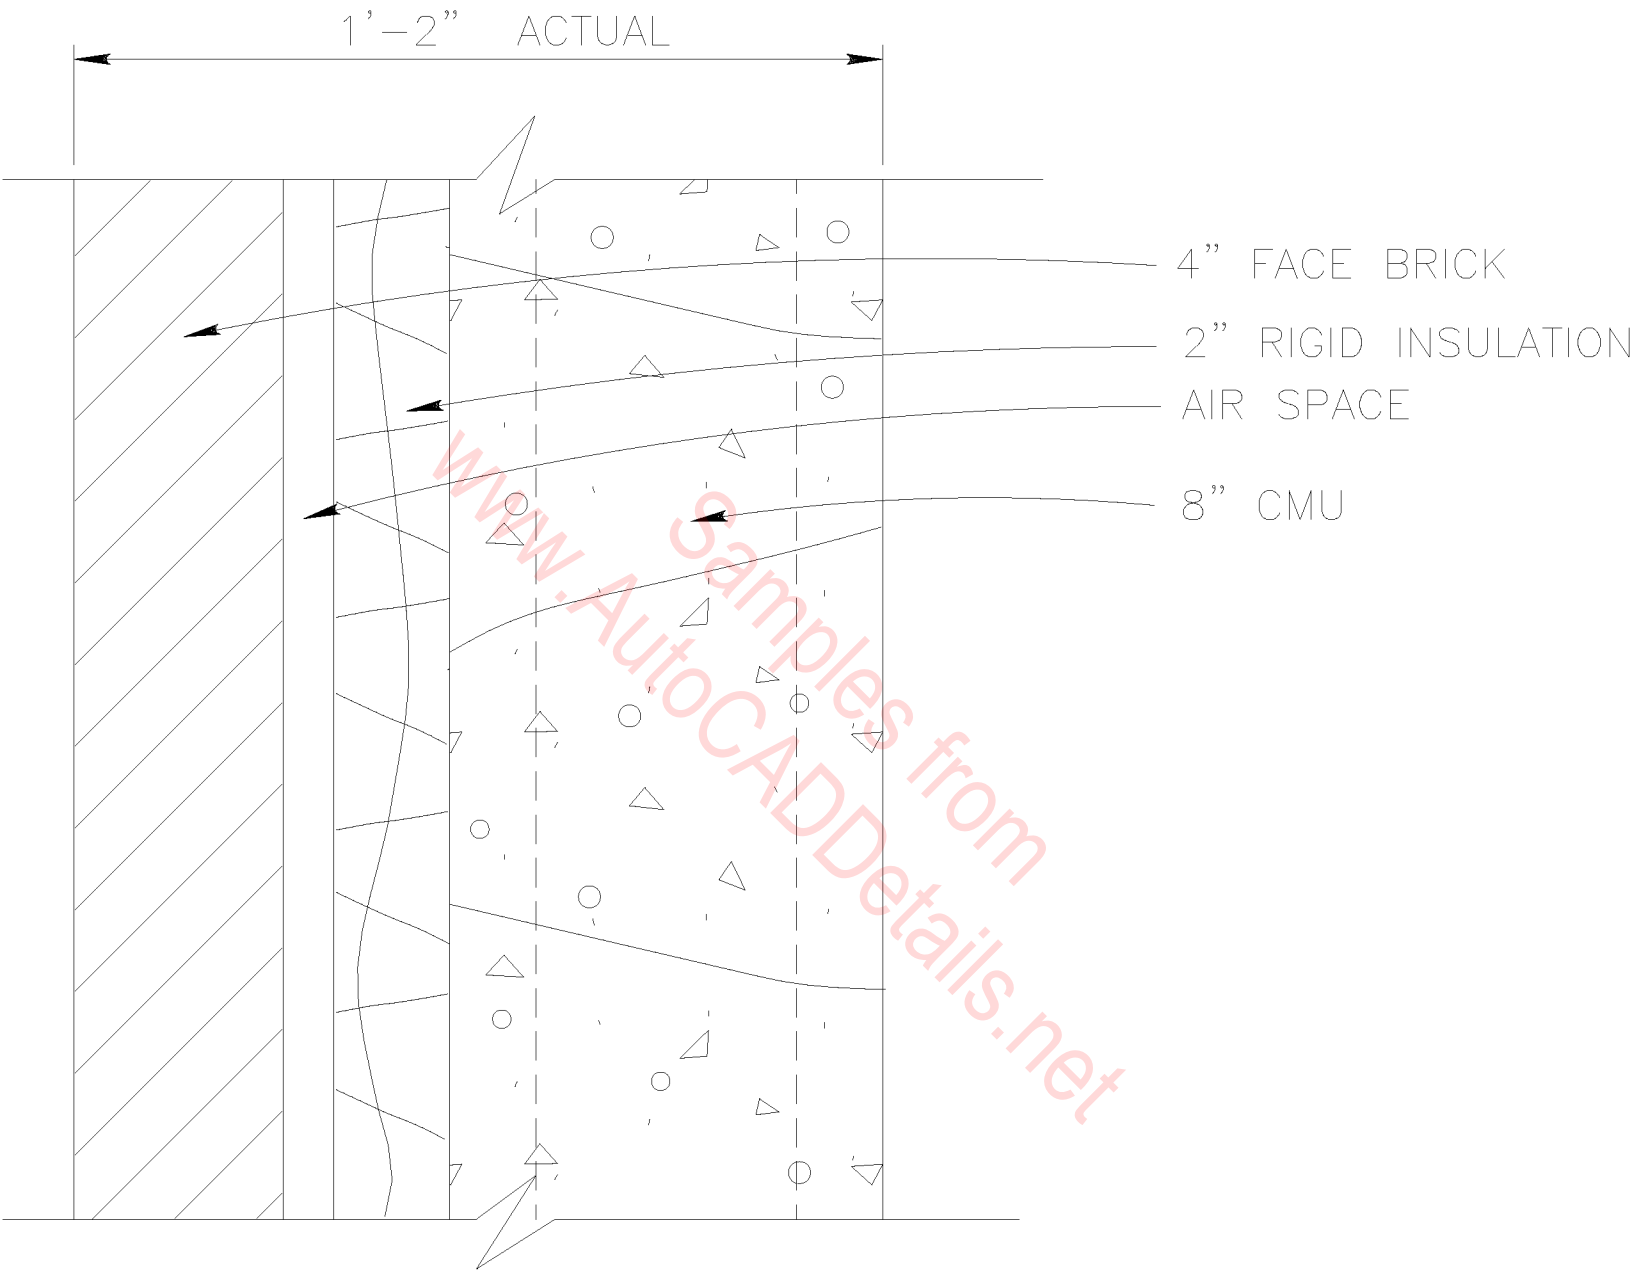 1'-2" ACTUAL
4" FACE BRICK
2" RIGID INSULATION
AIR SPACE
8" CMU
Samples from
www.AutoCADDetails.net